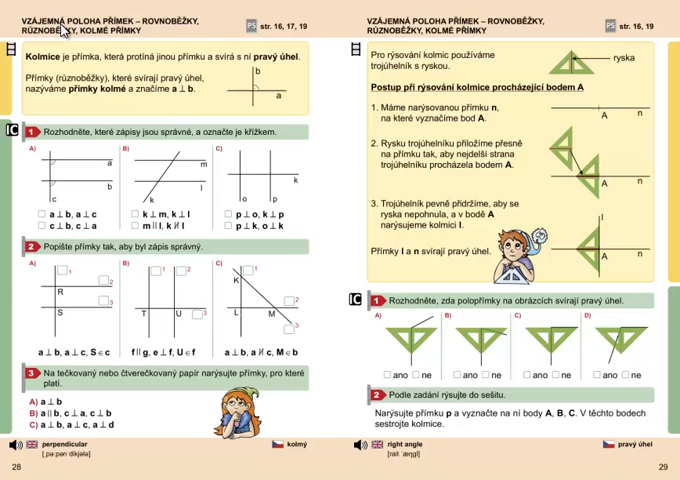 VZÁJEMNÁ POLOHA PŘÍMEK – ROVNOBĚŽKY,
RŮZNOBĚŽKY, KOLMÉ PŘÍMKY
PS str. 16, 17, 19
Kolmice je přímka, která protíná jinou přímku a svírá s ní pravý úhel.
Přímky (různoběžky), které svírají pravý úhel,
nazýváme přímky kolmé a značíme a ⊥ b.
b
a
1 Rozhodněte, které zápisy jsou správné, a označte je křížkem.
A)
B)
C)
a
b
c
m
l
k
k
o
p
a ⊥ b, a ⊥ c
c ⊥ b, c ⊥ a
k ⊥ m, k ⊥ l
m || l, k ∦ l
p ⊥ o, k ⊥ p
p ⊥ k, o ⊥ k
2 Popište přímky tak, aby byl zápis správný.
A)
B)
C)
1
2
3
R
S
1
2
3
T
U
1
2
3
K
L
M
a ⊥ b, a ⊥ c, S ∈ c
f || g, e ⊥ f, U ∈ f
a ⊥ b, a ∦ c, M ∈ b
3 Na tečkovaný nebo čtverečkovaný papír narýsujte přímky, pro které
platí.
A) a ⊥ b
B) a || b, c ⊥ a, c ⊥ b
C) a ⊥ b, a ⊥ c, a ⊥ d
perpendicular
kolmý
28
VZÁJEMNÁ POLOHA PŘÍMEK – ROVNOBĚŽKY,
RŮZNOBĚŽKY, KOLMÉ PŘÍMKY
PS str. 16, 19
Pro rýsování kolmic používáme
trojúhelník s ryskou.
ryska
Postup při rýsování kolmice procházející bodem A
1. Máme narýsovanou přímku n,
na které vyznačíme bod A.
A
n
2. Rysku trojúhelníku přiložíme přesně
na přímku tak, aby nejdelší strana
trojúhelníku procházela bodem A.
A
n
3. Trojúhelník pevně přidržíme, aby se
ryska nepohnula, a v bodě A
narýsujeme kolmici l.
Přímky l a n svírají pravý úhel.
l
A
n
1 Rozhodněte, zda polopřímky na obrázcích svírají pravý úhel.
A)
B)
C)
D)
ano ne
ano ne
ano ne
ano ne
2 Podle zadání rýsujte do sešitu.
Narýsujte přímku p a vyznačte na ní body A, B, C. V těchto bodech
sestrojte kolmice.
right angle
pravý úhel
29